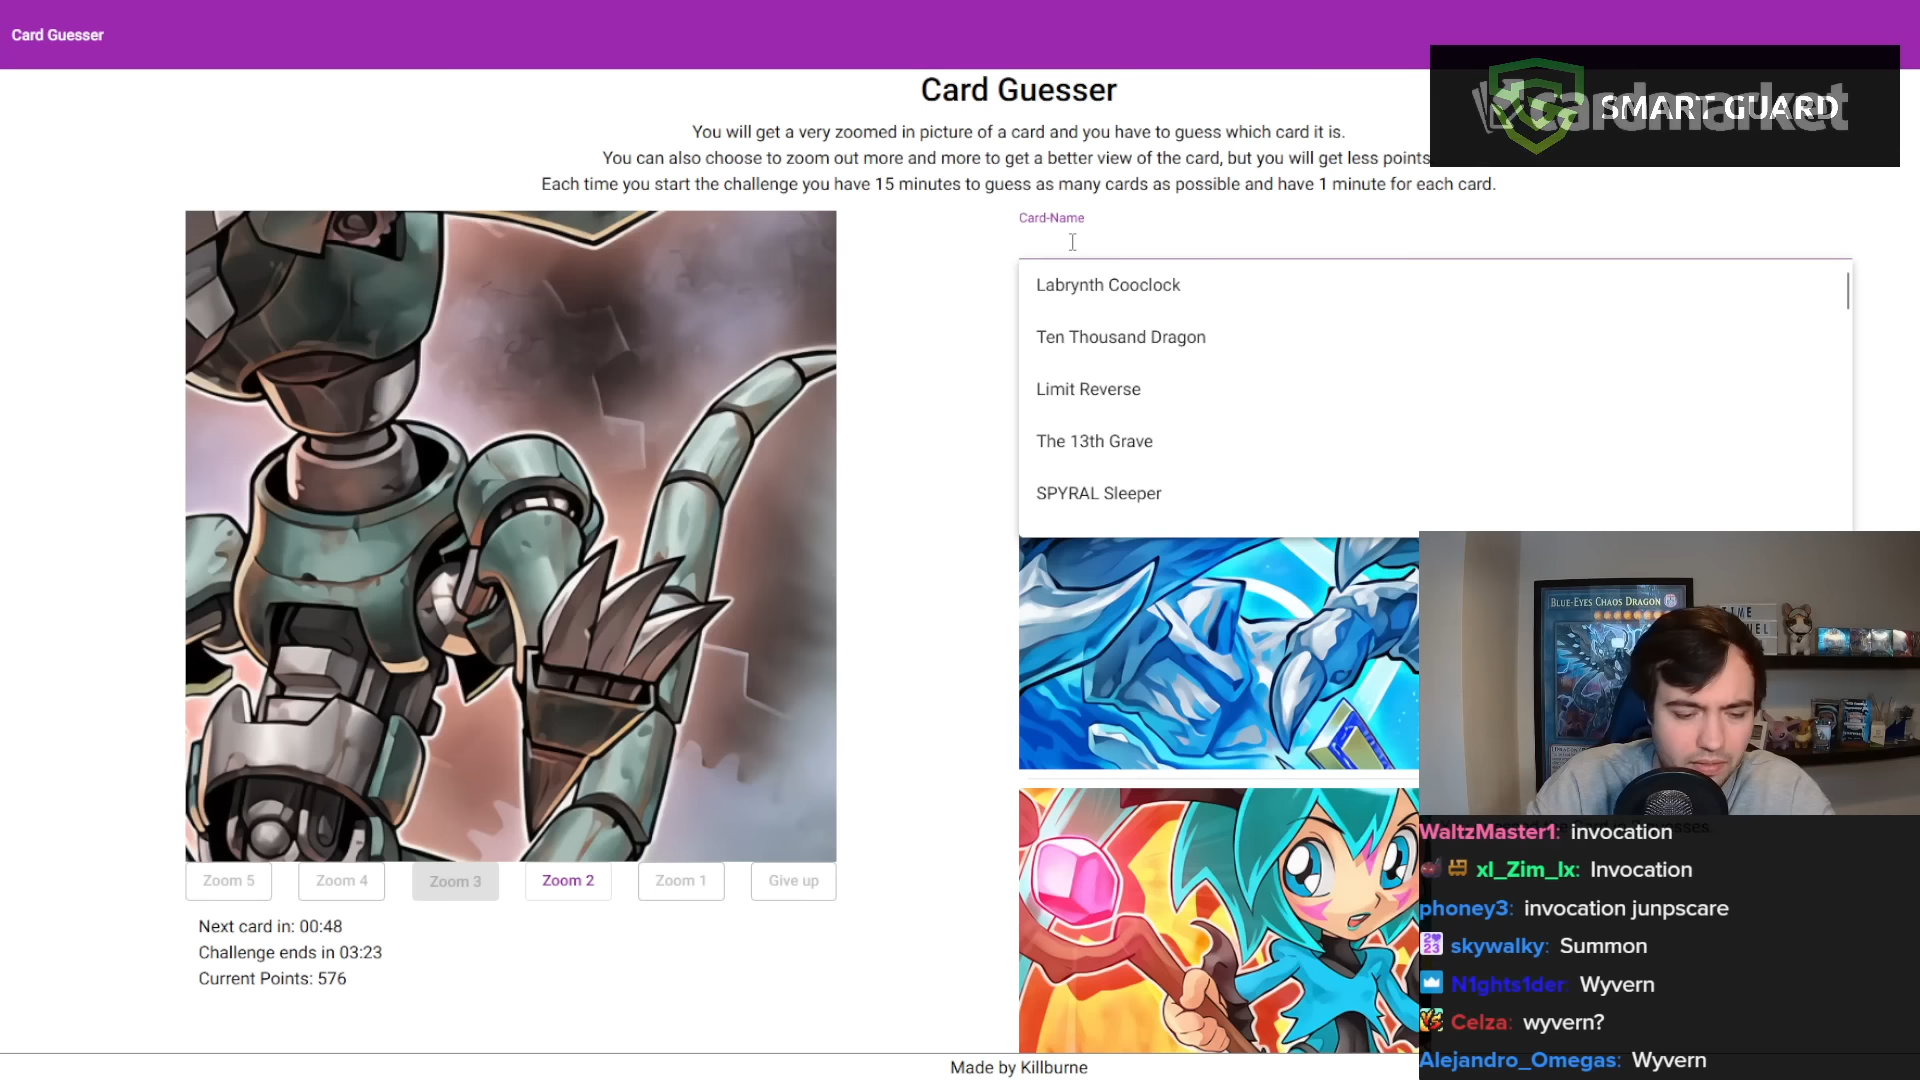 Card Guesser
Card Guesser
SMART GUARD
cardmarket
You will get a very zoomed in picture of a card and you have to guess which card it is.
You can also choose to zoom out more and more to get a better view of the card, but you will get less points
Each time you start the challenge you have 15 minutes to guess as many cards as possible and have 1 minute for each card.
Card-Name
Labrynth Cooclock
Ten Thousand Dragon
Limit Reverse
The 13th Grave
SPYRAL Sleeper
BLUE-EYES CHAOS DRAGON
Zoom 5
Zoom 4
Zoom 3
Zoom 2
Zoom 1
Give up
Next card in: 00:48
Challenge ends in 03:23
Current Points: 576
WaltzMaster1: invocation
xl_Zim_lx: Invocation
phoney3: invocation junpscare
skywalky: Summon
N1ghts1der: Wyvern
Celza: wyvern?
Alejandro_Omegas: Wyvern
Made by Killburne